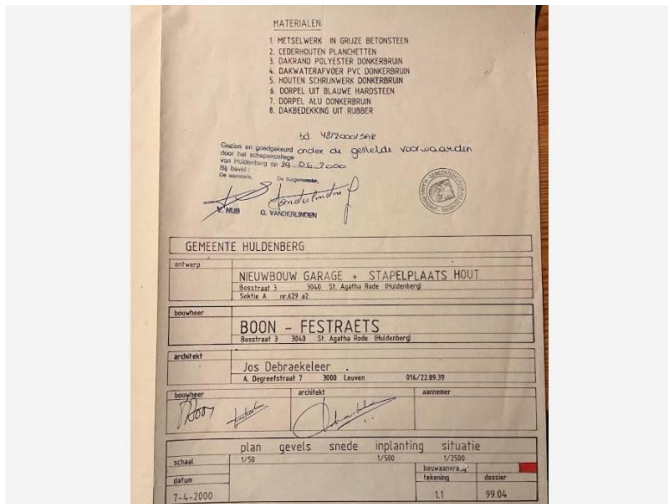 MATERIALEN
1. METSELWERK IN GRIJZE BETONSTEEN
2. CEDERHOUTEN PLANCHETTEN
3. DAKRAND POLYESTER DONKERBRUIN
4. DAKWATERAFVOER PVC DONKERBRUIN
5. HOUTEN SCHRIJNWERK DONKERBRUIN
6. DORPEL UIT BLAUWE HARDSTEEN
7. DORPEL ALU DONKERBRUIN
8. DAKBEDEKKING UIT RUBBER
bd. 48/2000/SAR
Gezien en goedgekeurd onder de gestelde voorwaarden
door het schepencollege
van Huldenberg op 29.06.2000
Bij bevel:
De secretaris, De burgemeester,
V. NIJS G. VANDERLINDEN
GEMEENTE HULDENBERG
ontwerp
NIEUWBOUW GARAGE + STAPELPLAATS HOUT
Bosstraat 3 3040 St. Agatha Rode (Huldenberg)
Sektie A nr.629 a2
bouwheer
BOON - FESTRAETS
Bosstraat 3 3040 St. Agatha Rode (Huldenberg)
architekt
Jos Debraekeleer
A. Degreefstraat 7 3000 Leuven 016/22.89.39
bouwheer architekt aannemer
plan gevels snede inplanting situatie
schaal 1/50 1/500 1/2500
bouwaanvraag
datum tekening dossier
7-4-2000 1.1 99.04